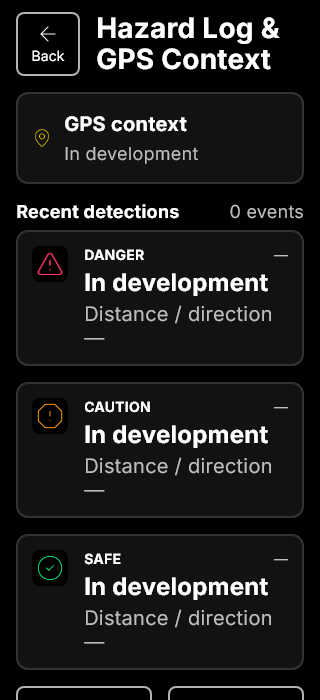 Back
Hazard Log &
GPS Context
GPS context
In development
Recent detections 0 events
DANGER —
In development
Distance / direction
—
CAUTION —
In development
Distance / direction
—
SAFE —
In development
Distance / direction
—